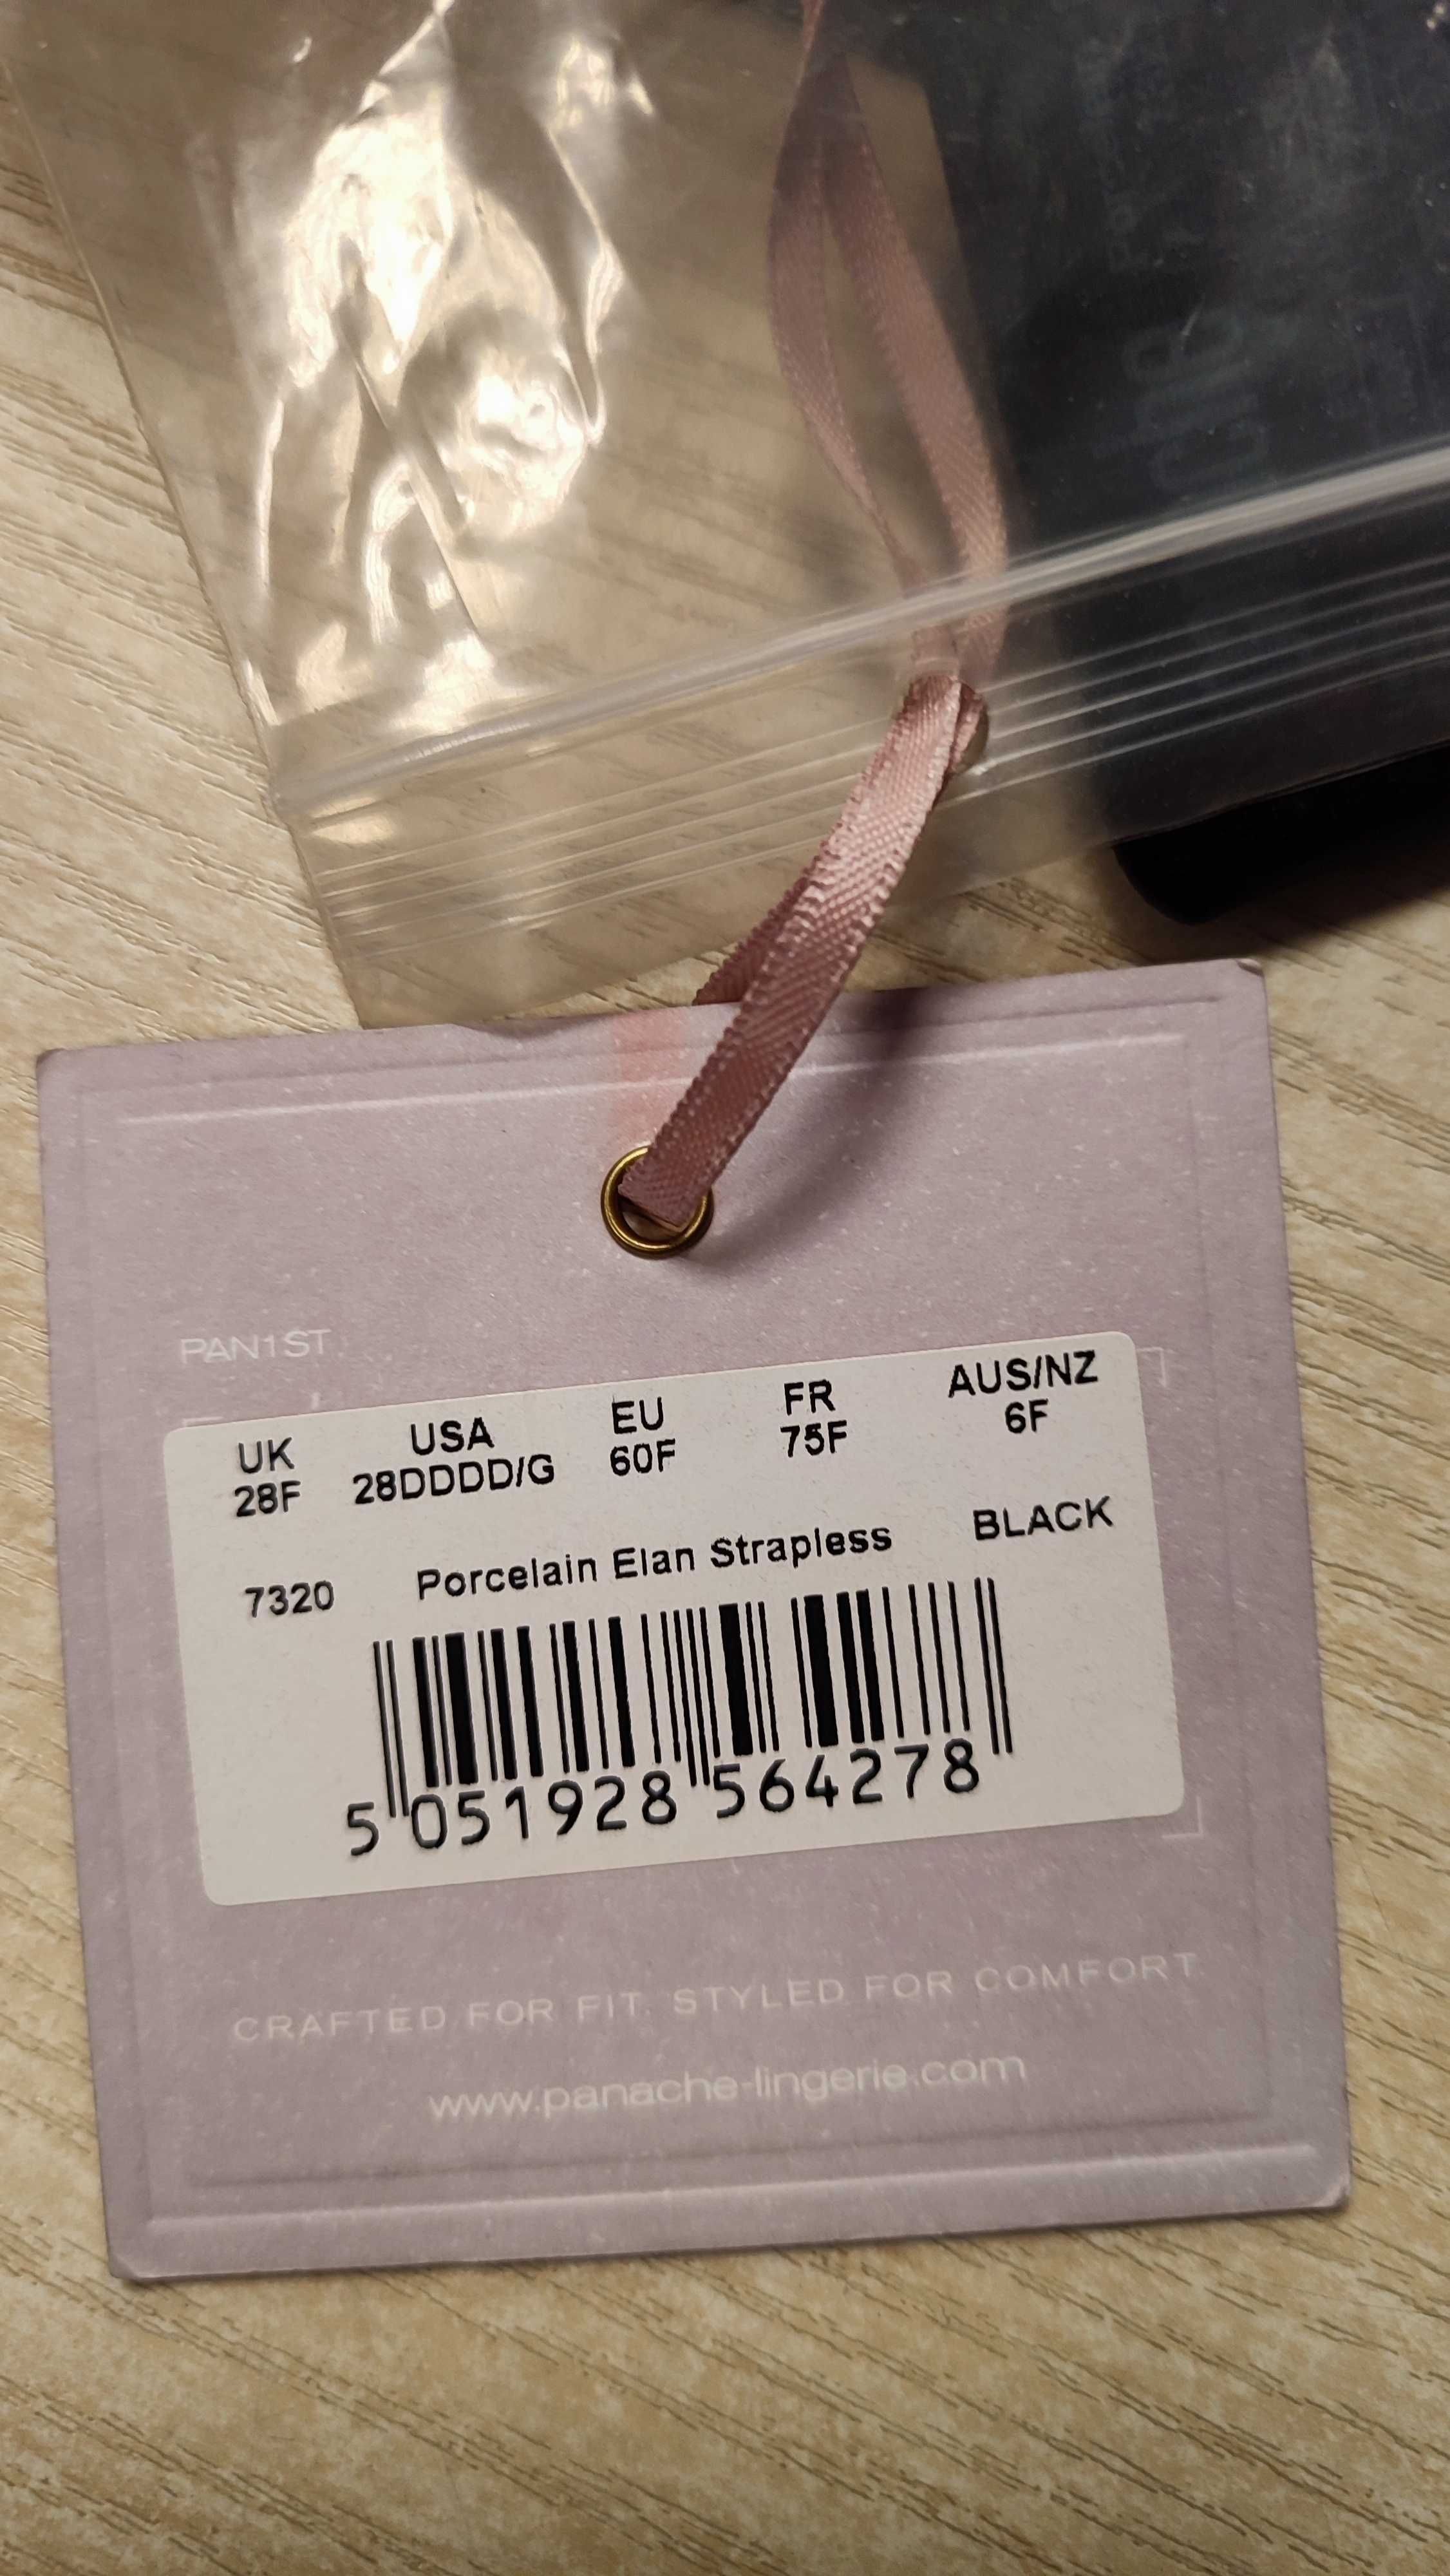 PAN1ST
UK USA EU FR AUS/NZ
28F 28DDDD/G 60F 75F 6F
7320 Porcelain Elan Strapless BLACK
5 051928 564278
CRAFTED FOR FIT. STYLED FOR COMFORT.
www.panache-lingerie.com